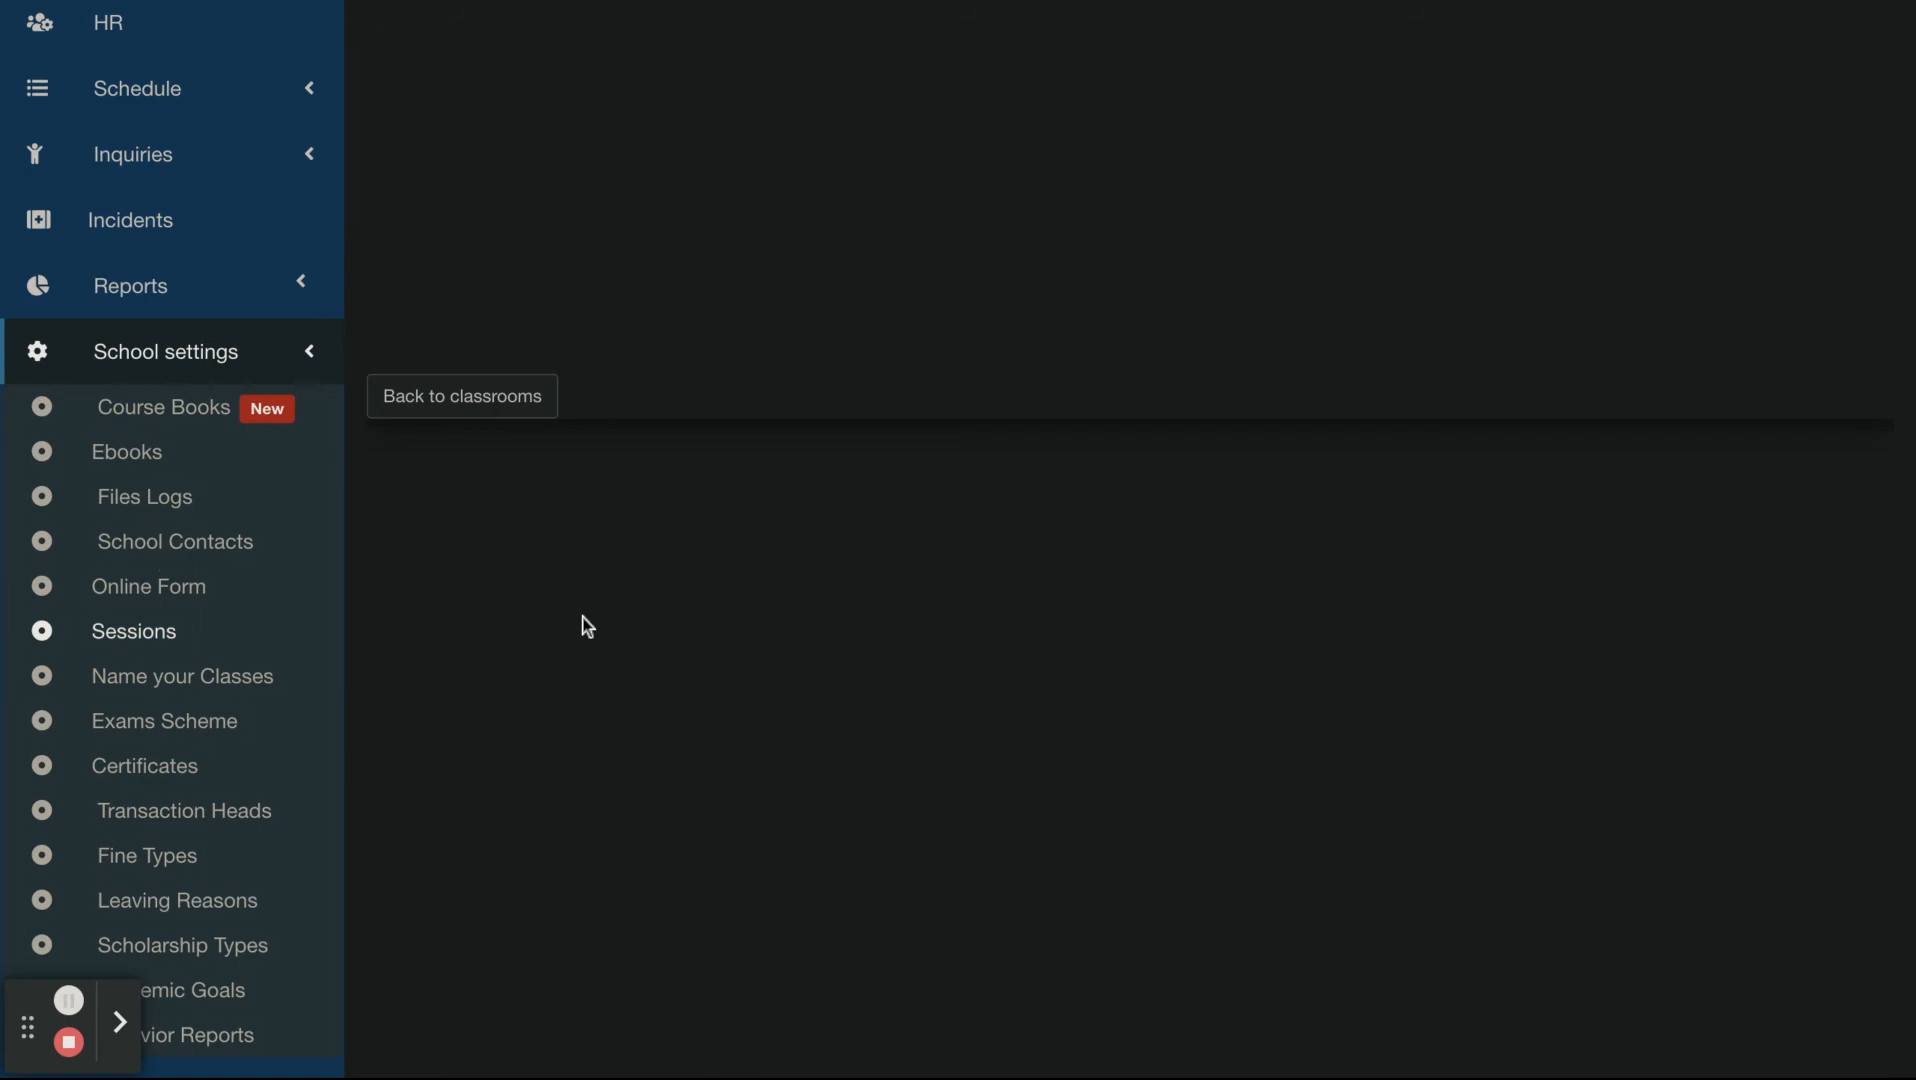 HR
Schedule
Inquiries
Incidents
Reports
School settings
Course Books New
Back to classrooms
Ebooks
Files Logs
School Contacts
Online Form
Sessions
Name your Classes
Exams Scheme
Certificates
Transaction Heads
Fine Types
Leaving Reasons
Scholarship Types
emic Goals
vior Reports